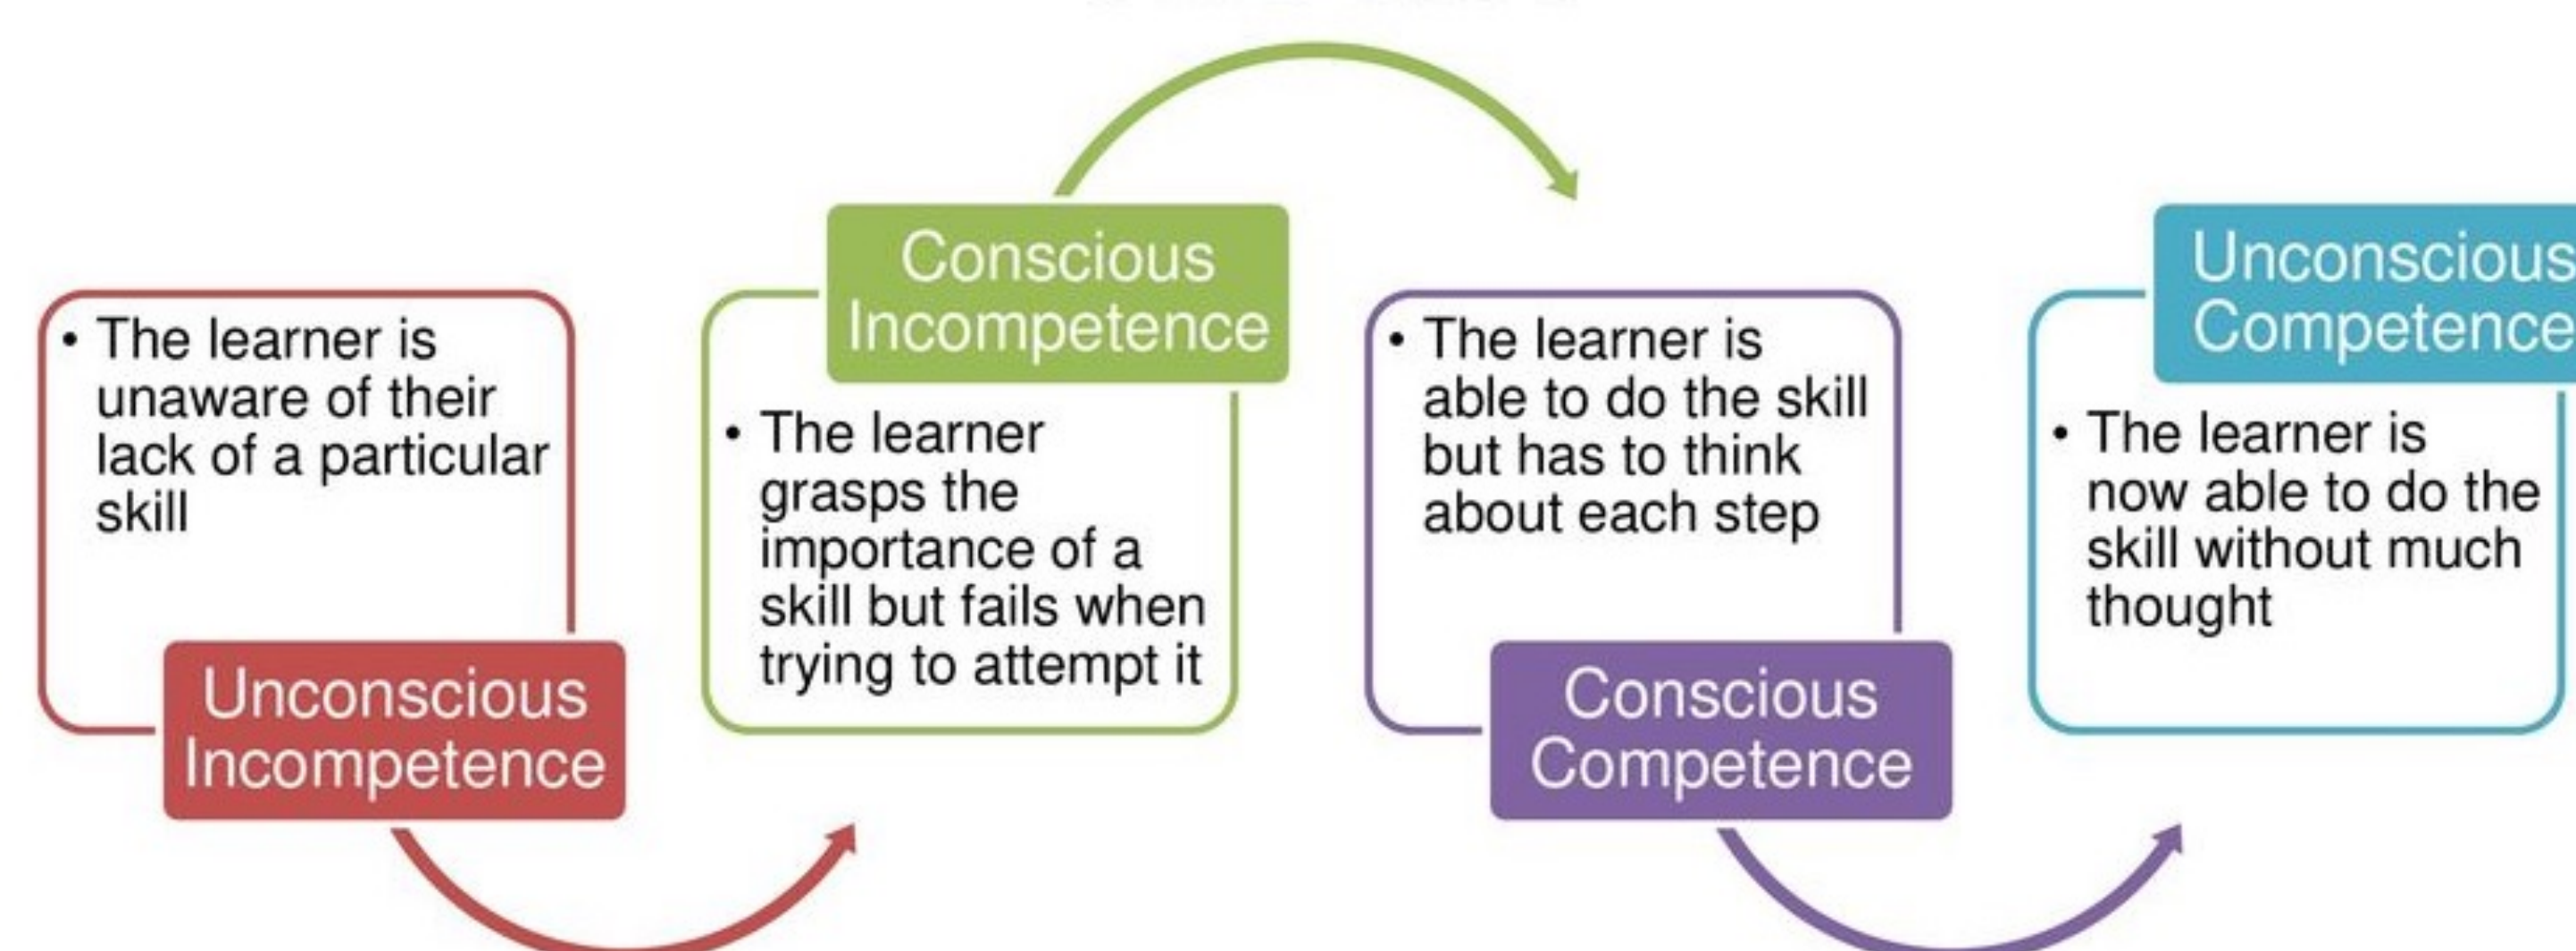 • The learner is
unaware of their
lack of a particular
skill
Unconscious
Incompetence
Conscious
Incompetence
• The learner
grasps the
importance of a
skill but fails when
trying to attempt it
• The learner is
able to do the skill
but has to think
about each step
Conscious
Competence
Unconscious
Competence
• The learner is
now able to do the
skill without much
thought